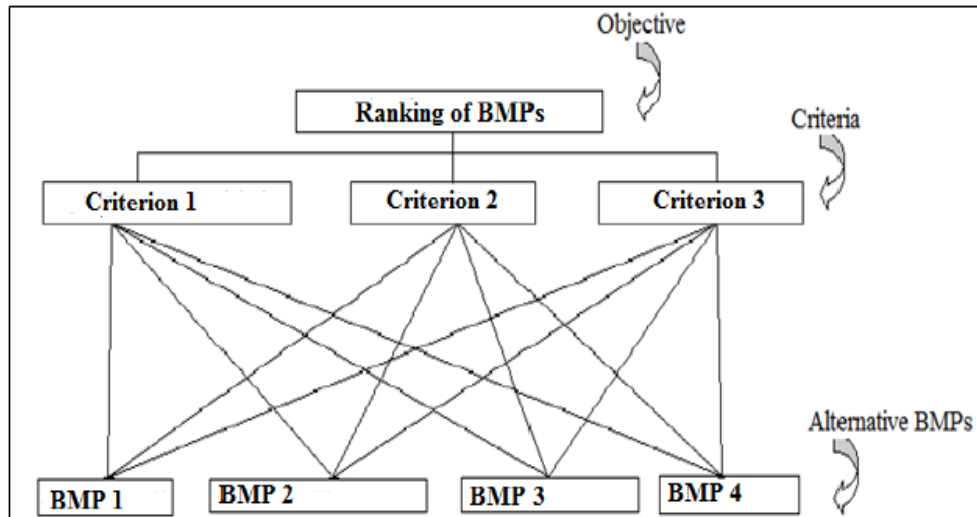 Objective
Ranking of BMPs
Criteria
Criterion 1
Criterion 2
Criterion 3
Alternative BMPs
BMP 1
BMP 2
BMP 3
BMP 4